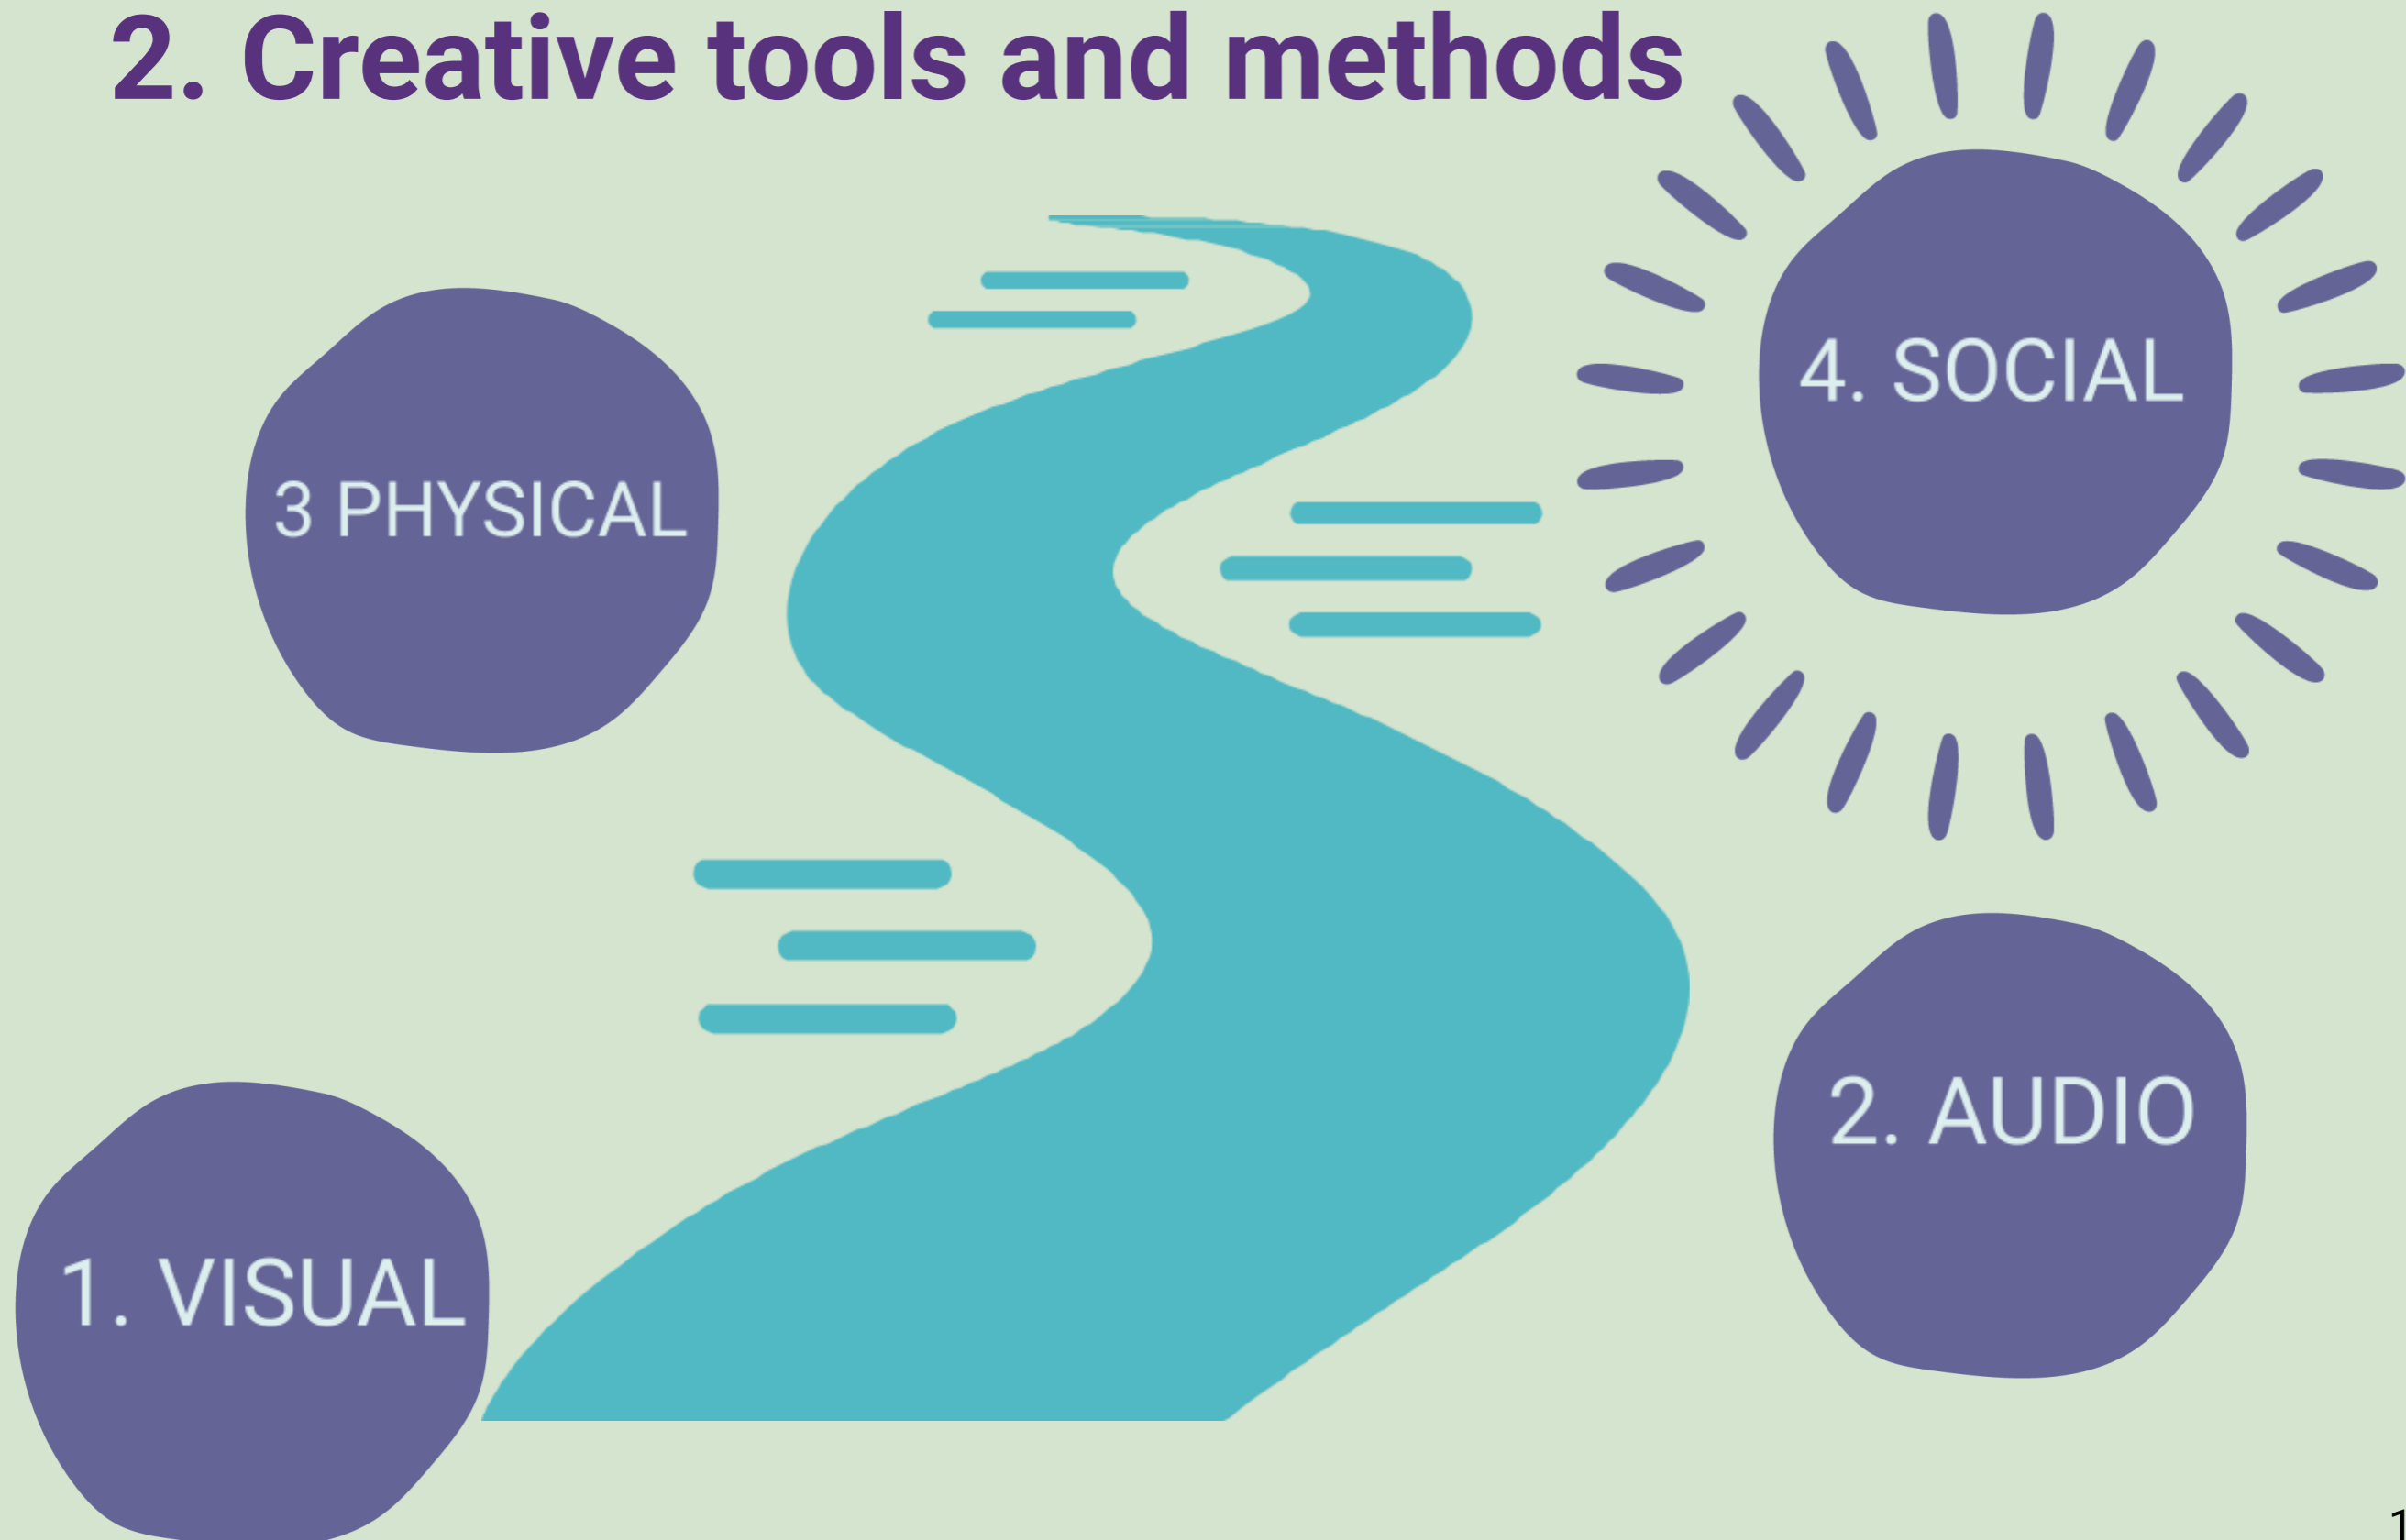 2. Creative tools and methods
4. SOCIAL
3 PHYSICAL
2. AUDIO
1. VISUAL